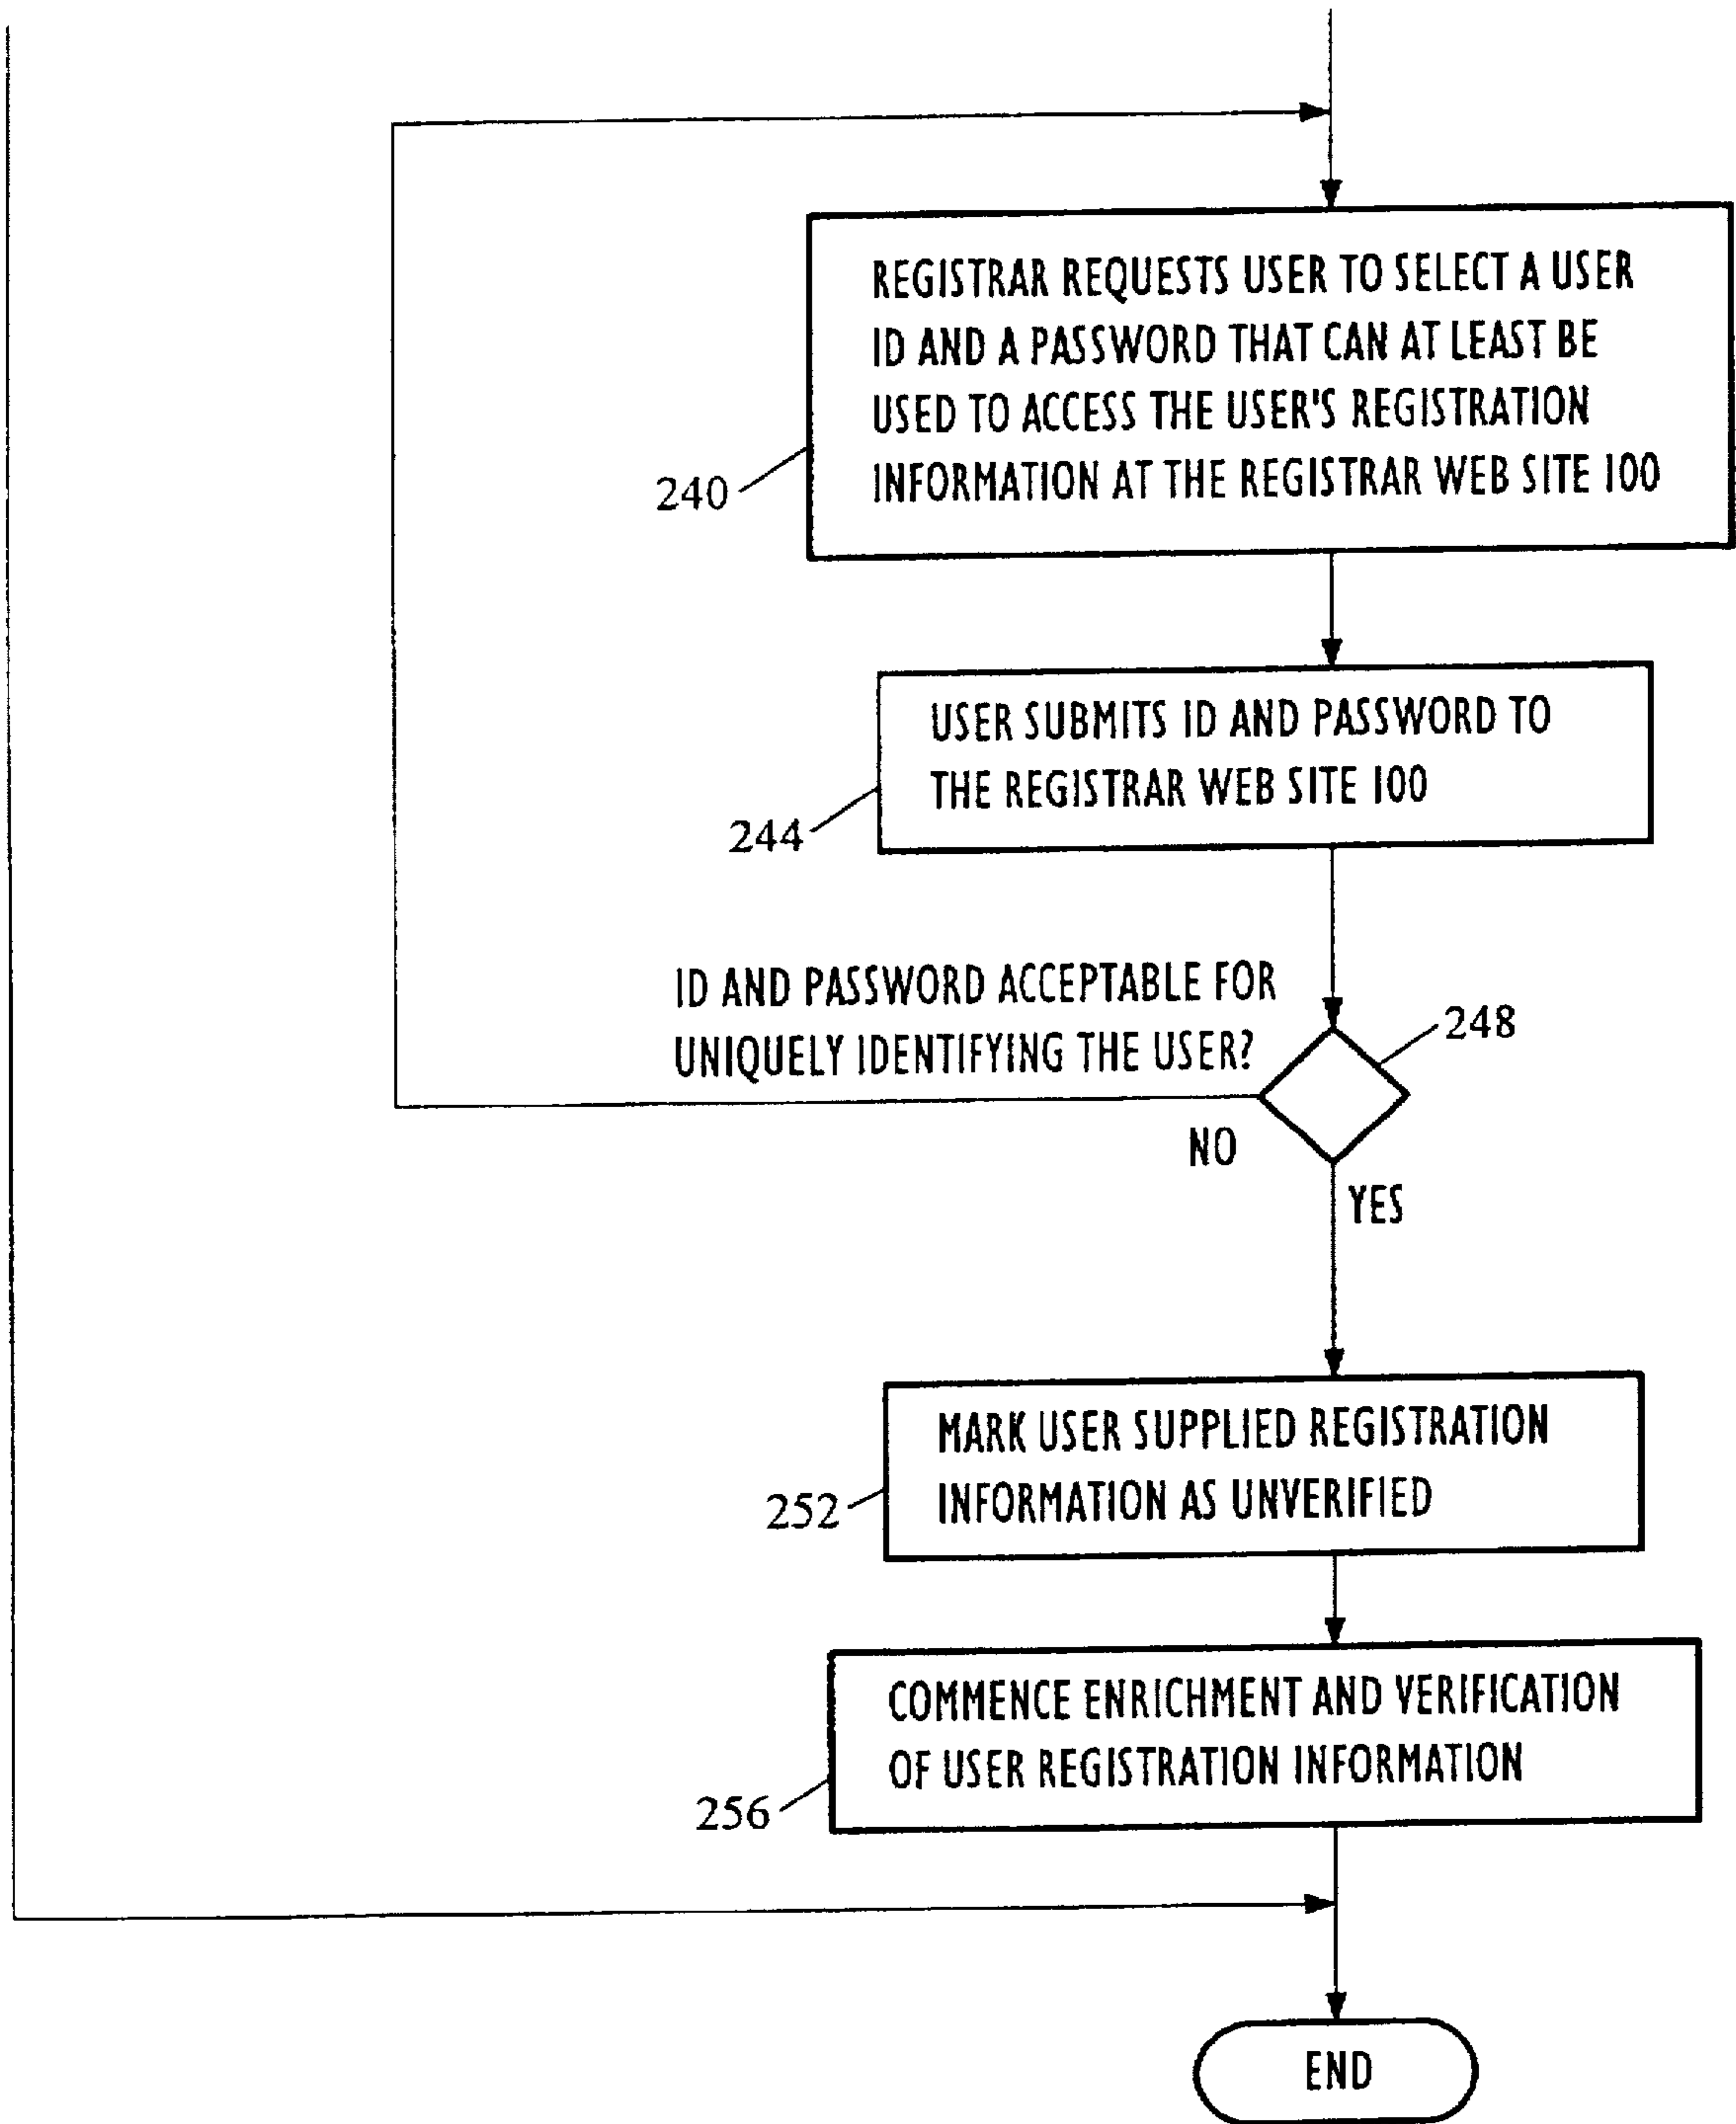 REGISTRAR REQUESTS USER TO SELECT A USER
ID AND A PASSWORD THAT CAN AT LEAST BE
USED TO ACCESS THE USER'S REGISTRATION
INFORMATION AT THE REGISTRAR WEB SITE 100
240
USER SUBMITS ID AND PASSWORD TO
THE REGISTRAR WEB SITE 100
244
ID AND PASSWORD ACCEPTABLE FOR
UNIQUELY IDENTIFYING THE USER?
248
NO
YES
MARK USER SUPPLIED REGISTRATION
INFORMATION AS UNVERIFIED
252
COMMENCE ENRICHMENT AND VERIFICATION
OF USER REGISTRATION INFORMATION
256
END